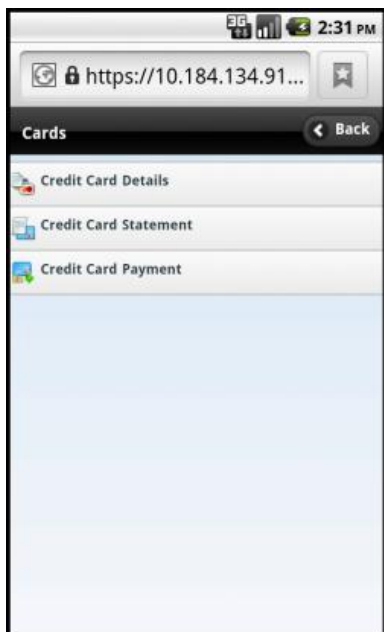 3G 2:31 PM
https://10.184.134.91...
Cards Back
Credit Card Details
Credit Card Statement
Credit Card Payment